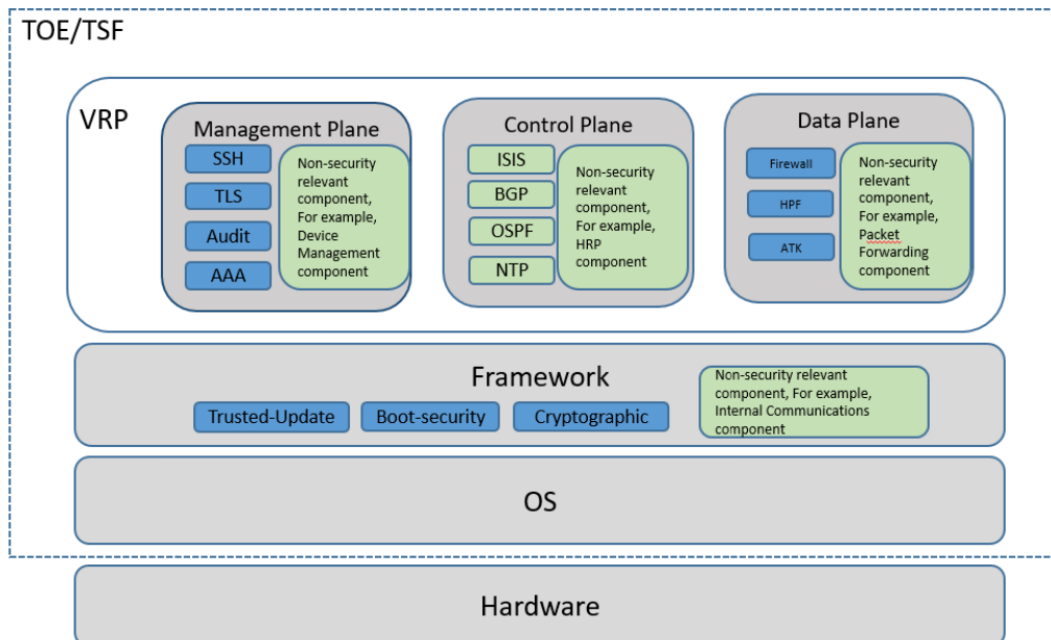 TOE/TSF
VRP
Management Plane
SSH
TLS
Audit
AAA
Non-security
relevant
component,
For example,
Device
Management
component
Control Plane
ISIS
BGP
OSPF
NTP
Non-security
relevant
component,
For example,
HRP
component
Data Plane
Firewall
HPF
ATK
Non-security
relevant
component,
For example,
Packet
Forwarding
component
Framework
Trusted-Update
Boot-security
Cryptographic
Non-security relevant
component, For example,
Internal Communications
component
OS
Hardware